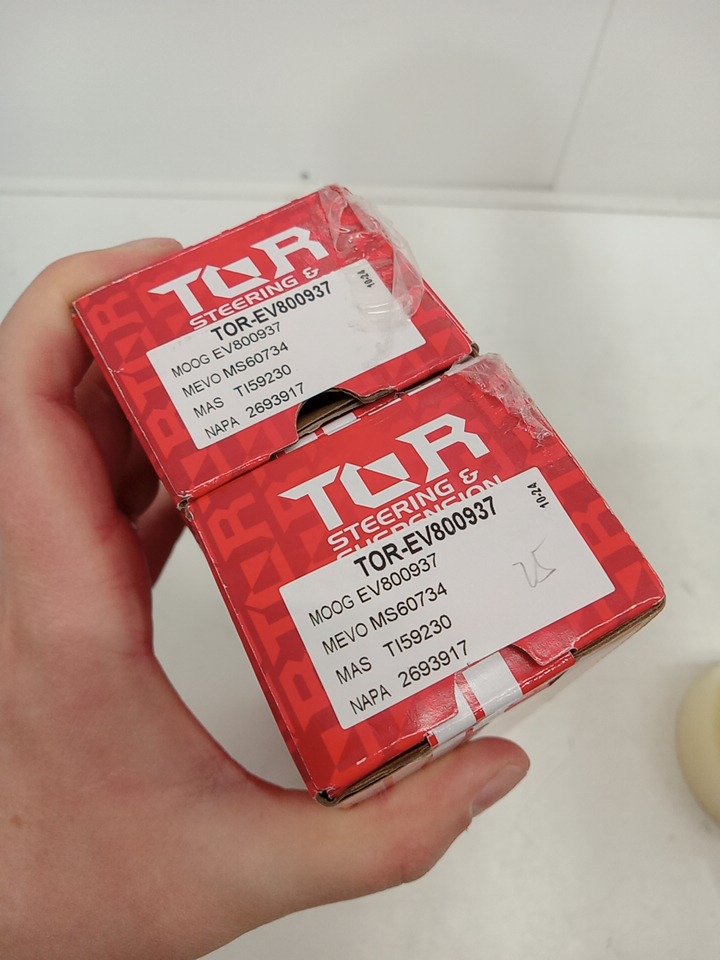 TOR
STEERING &
10-24
TOR-EV800937
MOOG EV800937
MEVO MS60734
MAS TI59230
NAPA 2693917
TOR
STEERING &
SUSPENSION
10-24
TOR-EV800937
MOOG EV800937
MEVO MS60734
MAS TI59230
NAPA 2693917